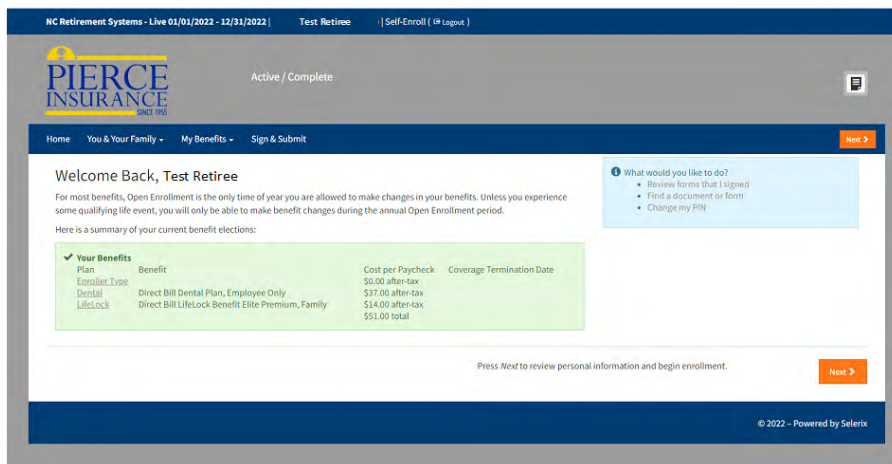 NC Retirement Systems - Live 01/01/2022 - 12/31/2022 | Test Retiree | Self-Enroll ( Logout )
PIERCE
INSURANCE
SINCE 1955
Active / Complete
Home You & Your Family My Benefits Sign & Submit Next
Welcome Back, Test Retiree
For most benefits, Open Enrollment is the only time of year you are allowed to make changes in your benefits. Unless you experience
some qualifying life event, you will only be able to make benefit changes during the annual Open Enrollment period.
Here is a summary of your current benefit elections:
What would you like to do?
• Review forms that I signed
• Find a document or form
• Change my PIN
✔ Your Benefits
Plan Benefit Cost per Paycheck Coverage Termination Date
Enroller Type $0.00 after-tax
Dental Direct Bill Dental Plan, Employee Only $37.00 after-tax
LifeLock Direct Bill LifeLock Benefit Elite Premium, Family $14.00 after-tax
$51.00 total
Press Next to review personal information and begin enrollment.
Next
© 2022 – Powered by Selerix